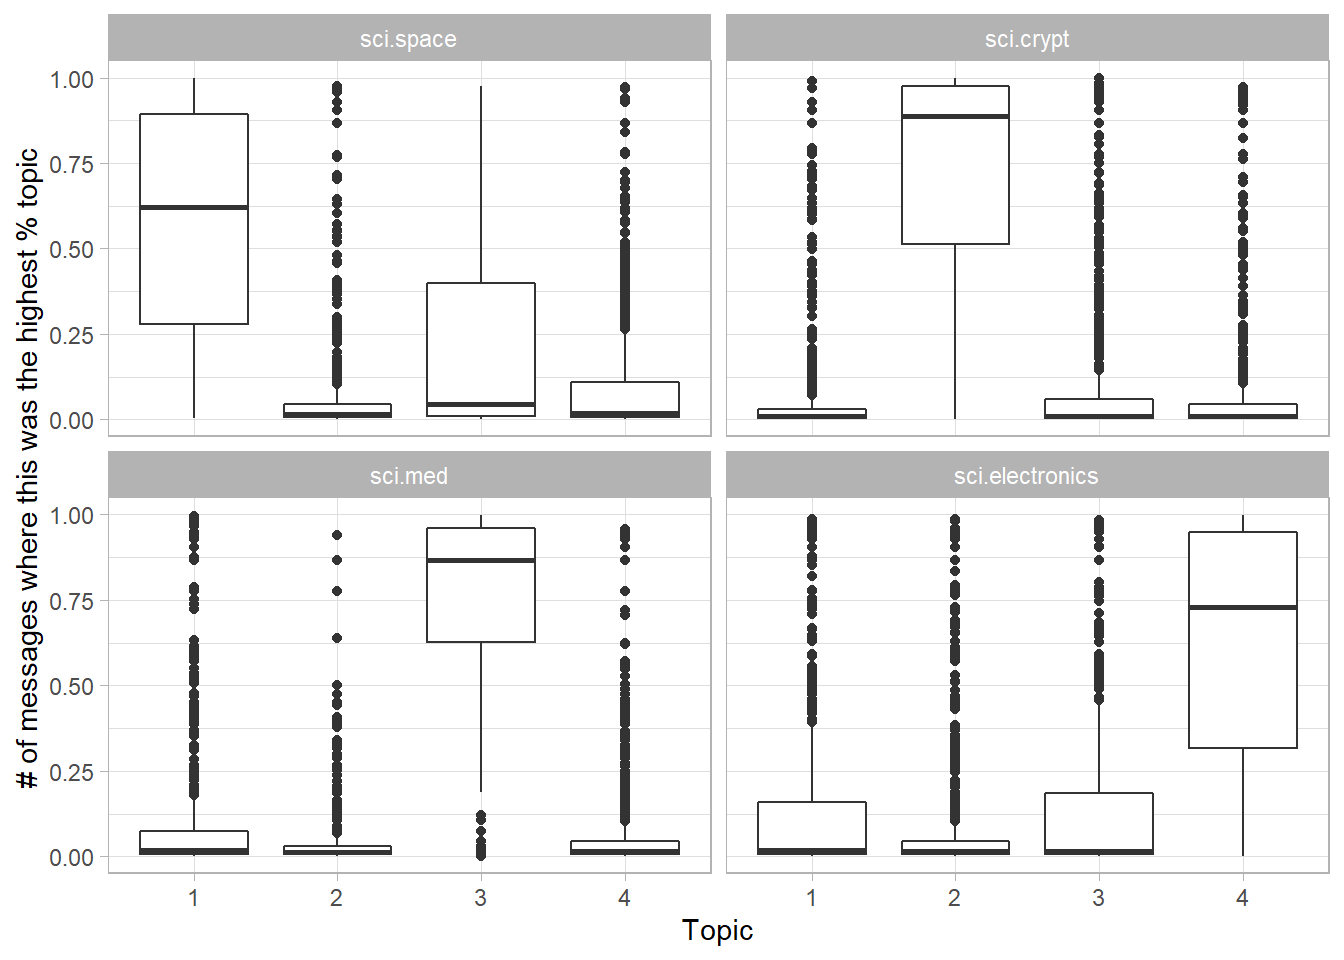 sci.space
sci.crypt
1.00
0.75
0.50
0.25
0.00
sci.med
sci.electronics
1.00
0.75
0.50
0.25
0.00
1 2 3 4
1 2 3 4
Topic
# of messages where this was the highest % topic